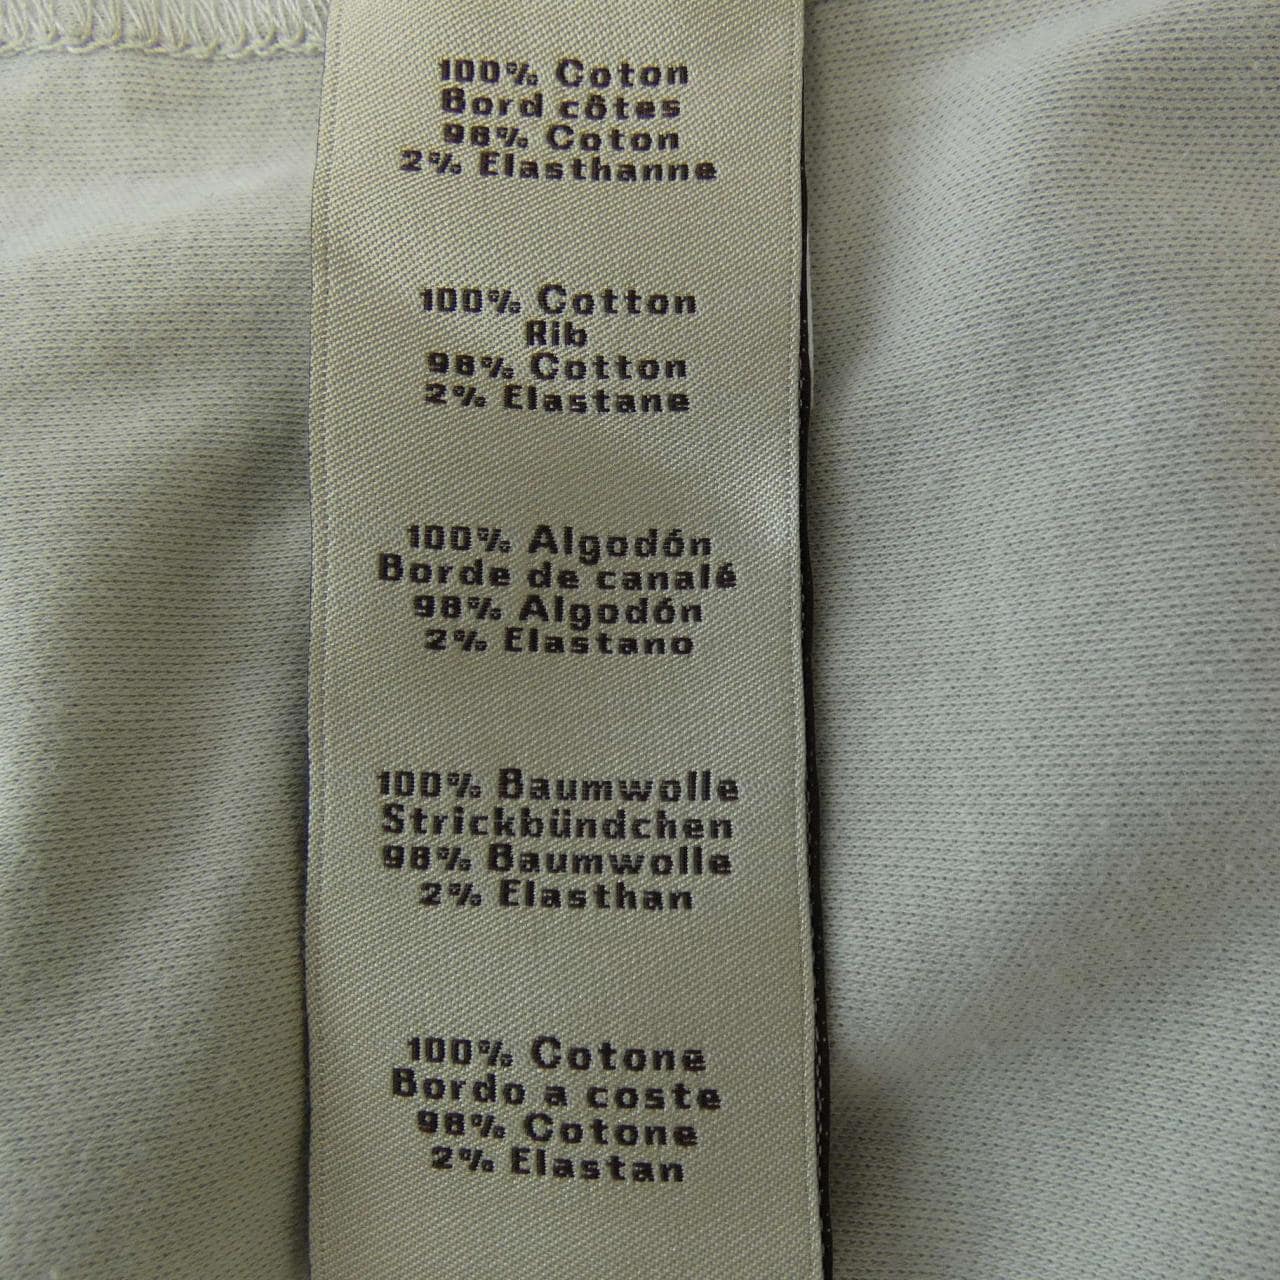 100% Coton
Bord côtes
98% Coton
2% Elasthanne
100% Cotton
Rib
98% Cotton
2% Elastane
100% Algodón
Borde de canalé
98% Algodón
2% Elastano
100% Baumwolle
Strickbündchen
98% Baumwolle
2% Elasthan
100% Cotone
Bordo a coste
98% Cotone
2% Elastan